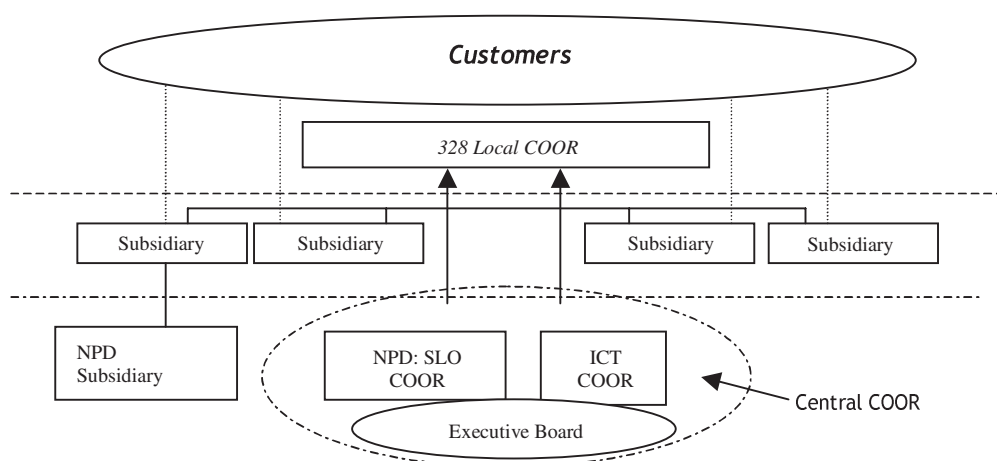 Customers
328 Local COOR
Subsidiary
Subsidiary
Subsidiary
Subsidiary
NPD
Subsidiary
NPD: SLO
COOR
ICT
COOR
Central COOR
Executive Board